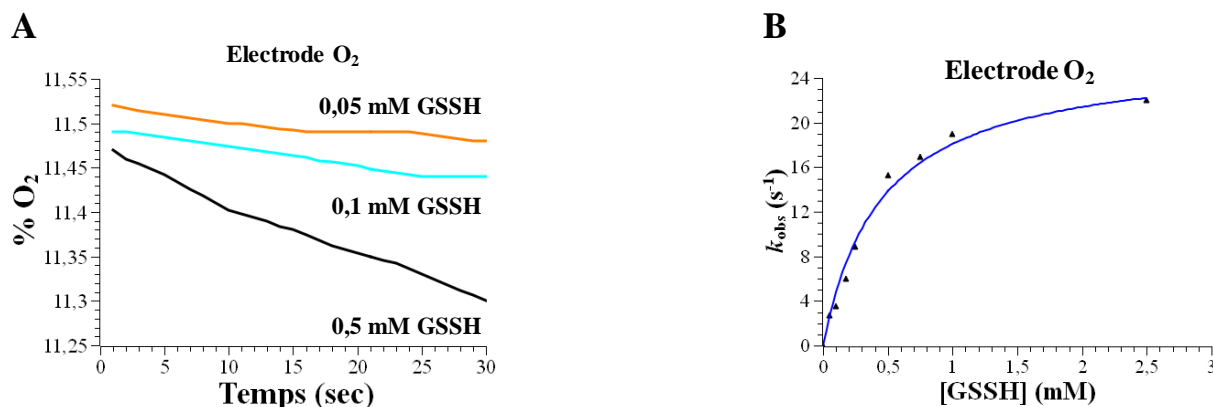 A
Electrode O₂
11,55
11,5
11,45
11,4
11,35
11,3
11,25
% O₂
0,05 mM GSSH
0,1 mM GSSH
0,5 mM GSSH
0 5 10 15 20 25 30
Temps (sec)
B
Electrode O₂
24
20
16
12
8
4
0
k_obs (s⁻¹)
0 0,5 1 1,5 2 2,5 3
[GSSH] (mM)